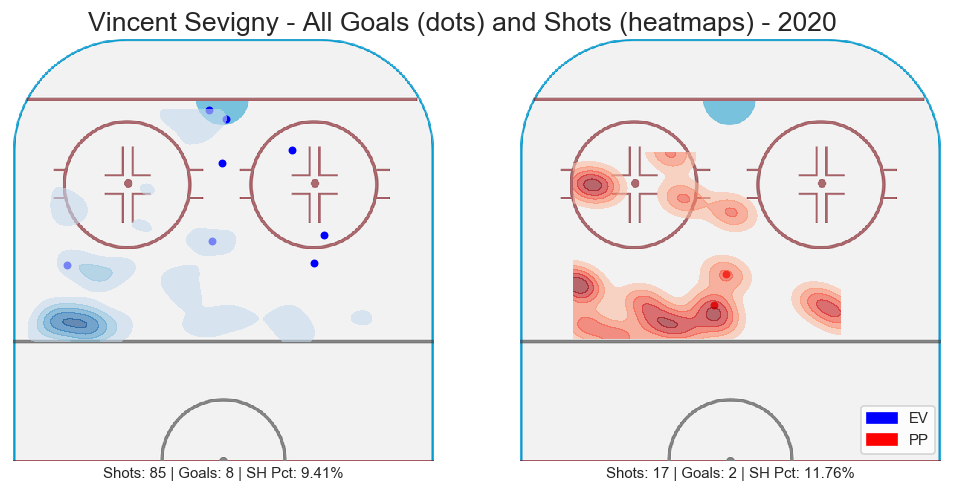 Vincent Sevigny - All Goals (dots) and Shots (heatmaps) - 2020
EV
PP
Shots: 85 | Goals: 8 | SH Pct: 9.41%
Shots: 17 | Goals: 2 | SH Pct: 11.76%